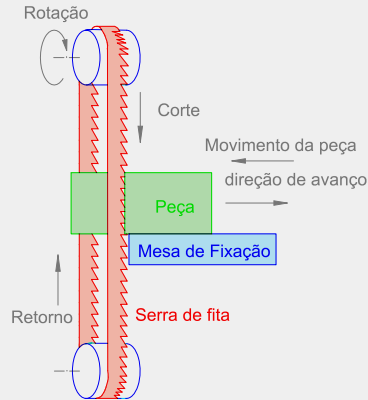 Rotação
Corte
Movimento da peça
direção de avanço
Peça
Mesa de Fixação
Retorno
Serra de fita